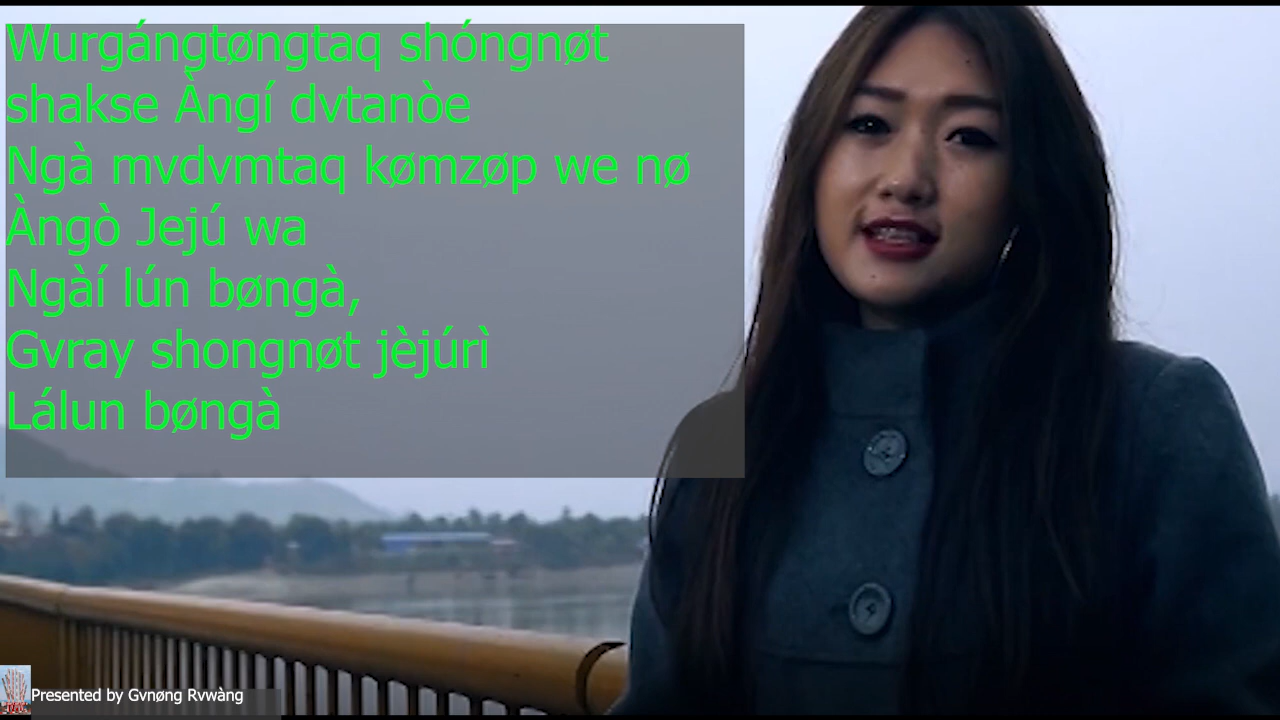 Wurgángtøngtaq shóngnøt
shakse Àngí dvtanòe
Ngà mvdvmtaq kømzøp we nø
Àngò Jejú wa
Ngàí lún bøngà,
Gvray shongnøt jèjúrì
Lálun bøngà
Presented by Gvnøng Rvwàng